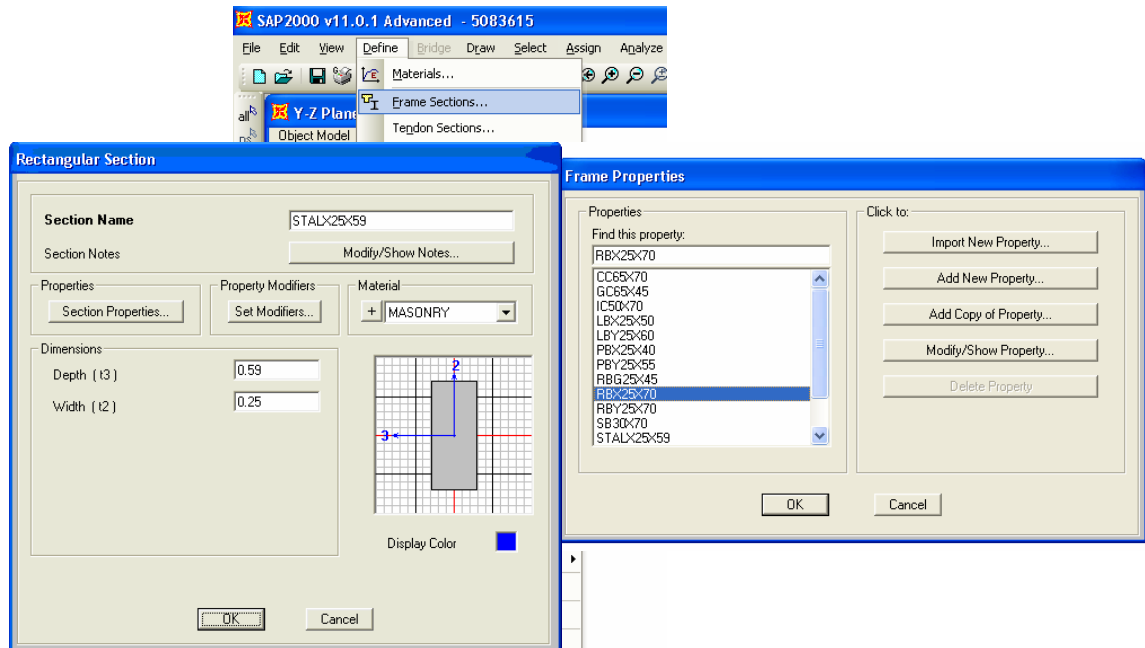 SAP2000 v11.0.1 Advanced - 5083615
File Edit View Define Bridge Draw Select Assign Analyze
Materials...
Frame Sections...
Tendon Sections...
all
Y-Z Plane
Object Model
Rectangular Section
Section Name STALX25X59
Section Notes Modify/Show Notes...
Properties Property Modifiers Material
Section Properties... Set Modifiers... + MASONRY
Dimensions
Depth ( t3 ) 0.59
Width ( t2 ) 0.25
2
3
Display Color
OK Cancel
Frame Properties
Properties
Find this property:
RBX25X70
CC65X70
GC65X45
IC50X70
LBX25X50
LBY25X60
PBX25X40
PBY25X55
RBG25X45
RBX25X70
RBY25X70
SB30X70
STALX25X59
Click to:
Import New Property...
Add New Property...
Add Copy of Property...
Modify/Show Property...
Delete Property
OK Cancel